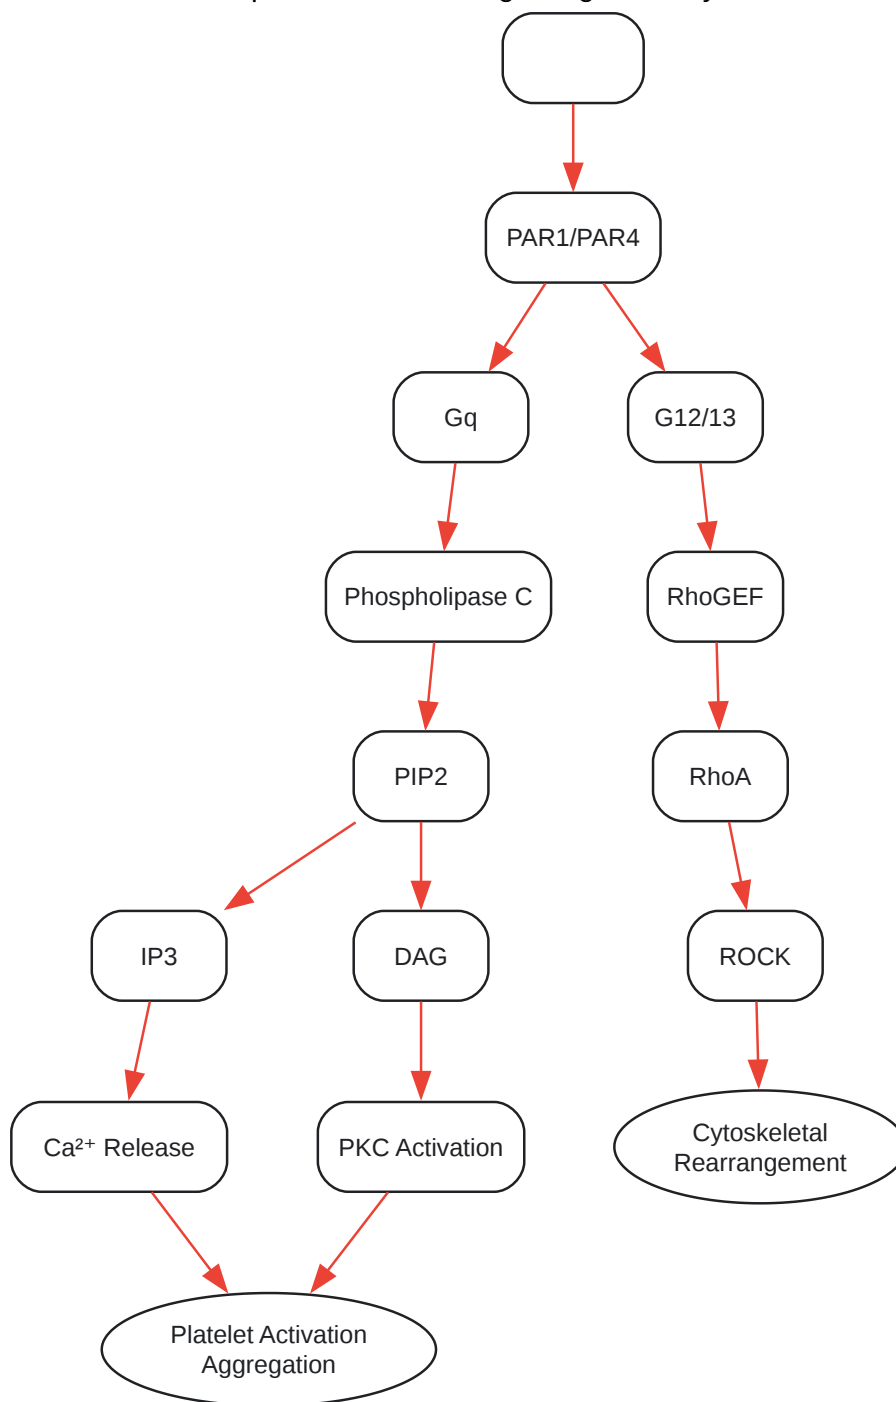 PAR1/PAR4
Gq
G12/13
Phospholipase C
RhoGEF
PIP2
RhoA
IP3
DAG
ROCK
Ca²⁺ Release
PKC Activation
Cytoskeletal
Rearrangement
Platelet Activation
Aggregation